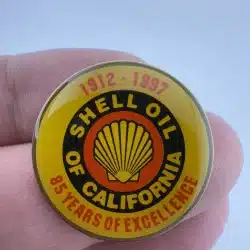 1912 - 1997
SHELL OIL
OF CALIFORNIA
85 YEARS OF EXCELLENCE